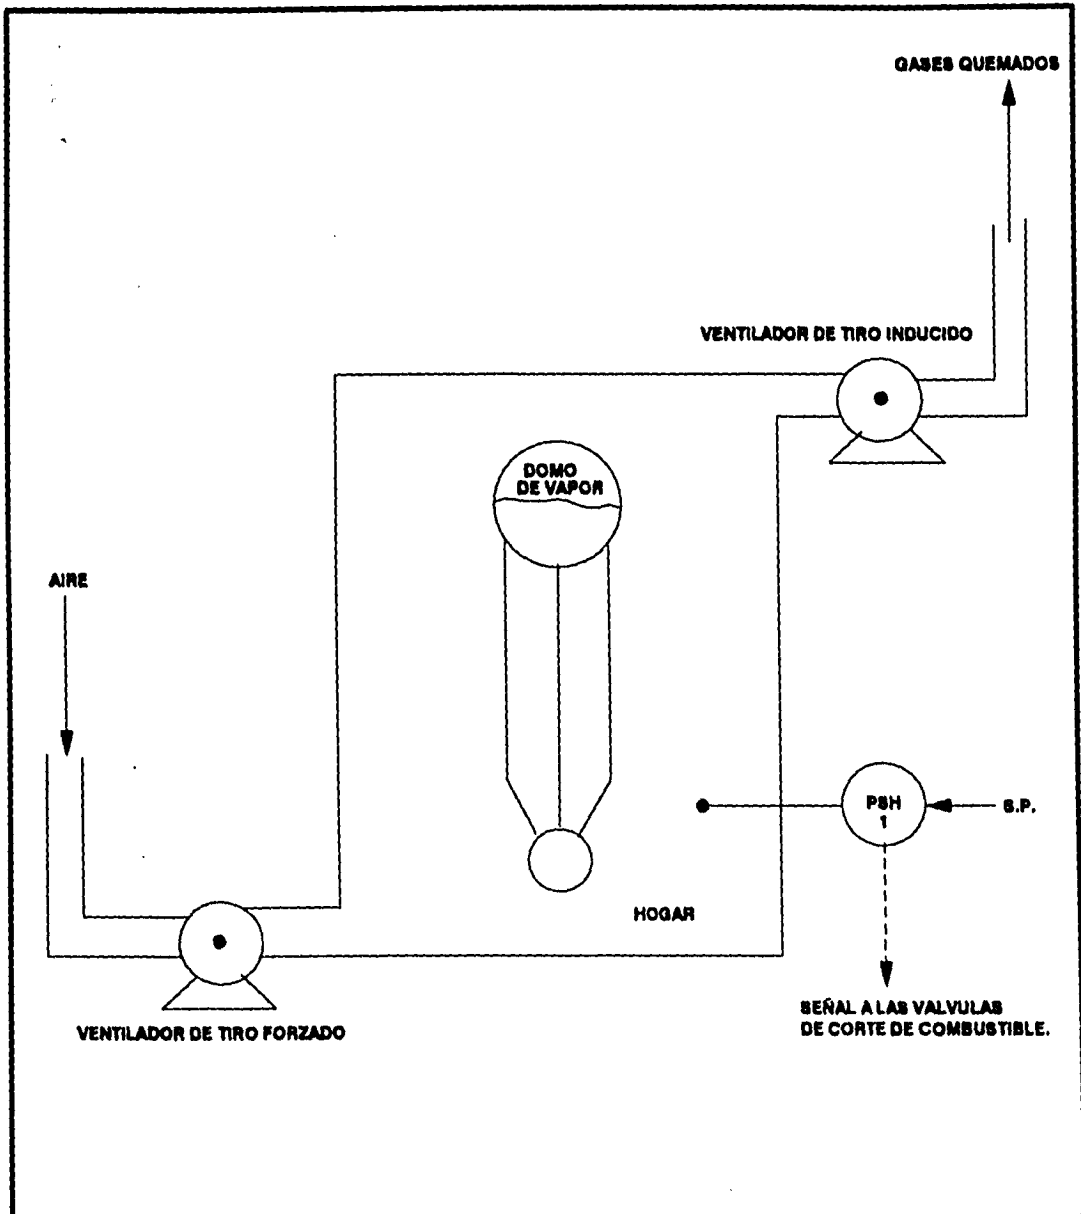 GASES QUEMADOS
VENTILADOR DE TIRO INDUCIDO
DOMO
DE VAPOR
AIRE
PSH
1
S.P.
HOGAR
SEÑAL A LAS VALVULAS
DE CORTE DE COMBUSTIBLE.
VENTILADOR DE TIRO FORZADO